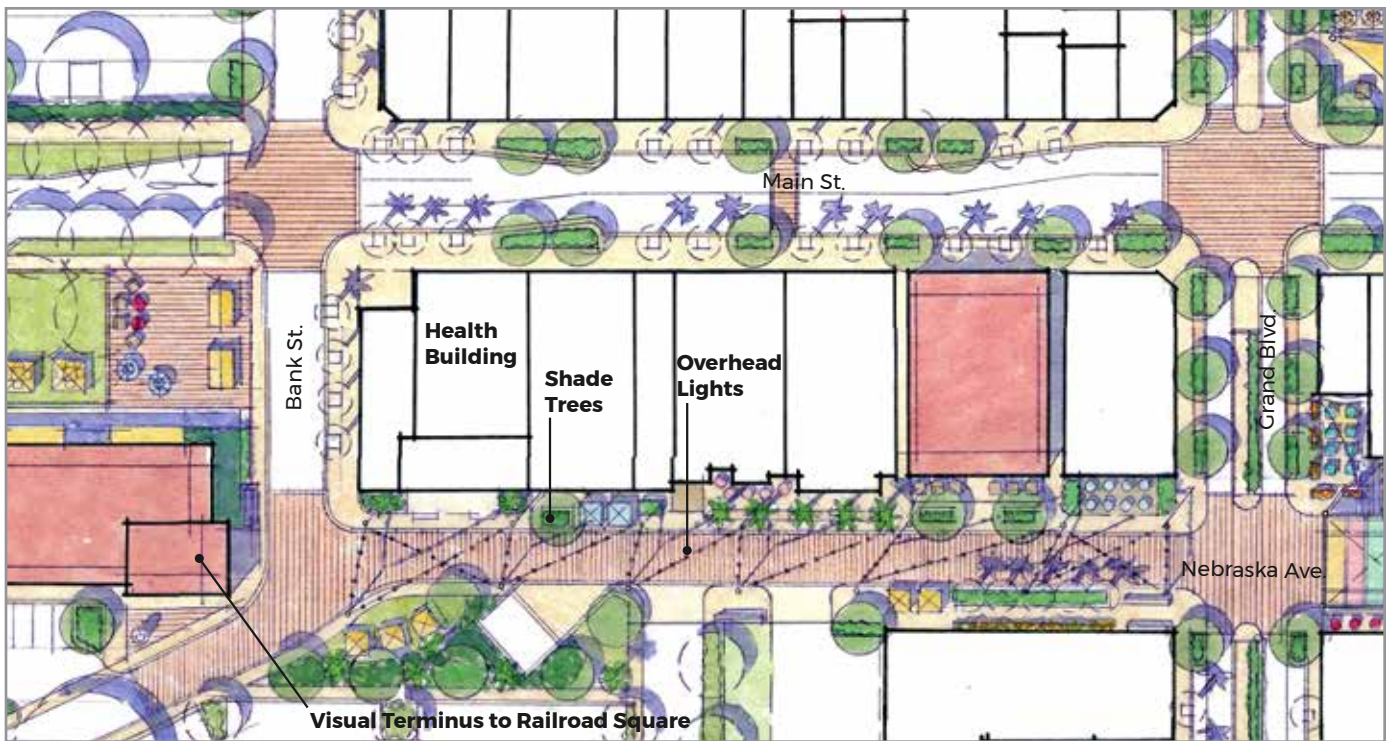 Main St.
Bank St.
Health
Building
Shade
Trees
Overhead
Lights
Grand Blvd.
Nebraska Ave.
Visual Terminus to Railroad Square